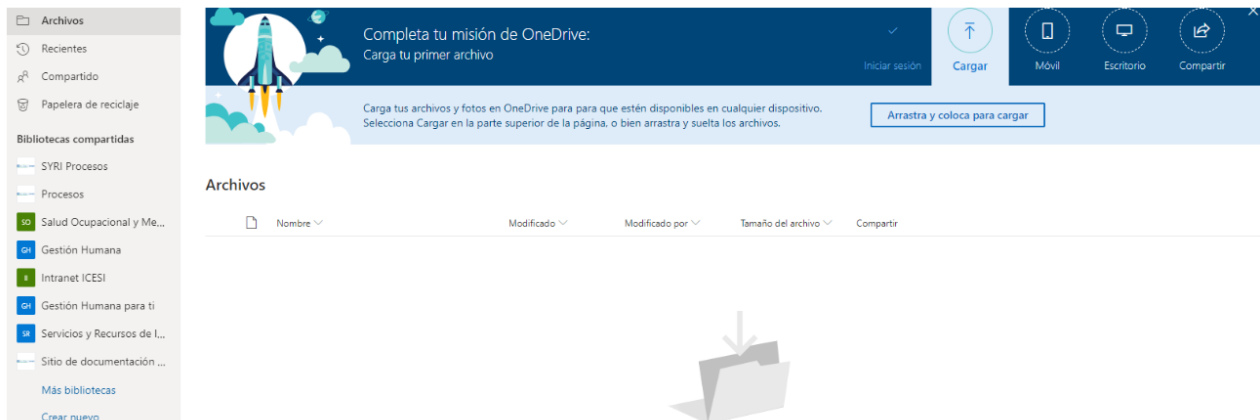 Archivos
Recientes
Compartido
Papelera de reciclaje
Bibliotecas compartidas
SYRI Procesos
Procesos
SO Salud Ocupacional y Me...
GH Gestión Humana
II Intranet ICESI
GH Gestión Humana para ti
SR Servicios y Recursos de I...
Sitio de documentación ...
Más bibliotecas
Crear nuevo
Completa tu misión de OneDrive:
Carga tu primer archivo
Iniciar sesión
Cargar
Móvil
Escritorio
Compartir
Carga tus archivos y fotos en OneDrive para para que estén disponibles en cualquier dispositivo.
Selecciona Cargar en la parte superior de la página, o bien arrastra y suelta los archivos.
Arrastra y coloca para cargar
Archivos
Nombre Modificado Modificado por Tamaño del archivo Compartir